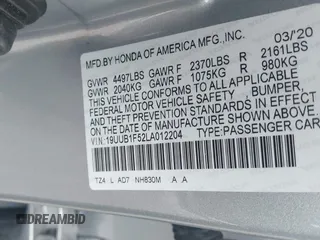 MFD.BY HONDA OF AMERICA MFG.,INC. 03/20
GVWR 4497LBS GAWR F 2370LBS R 2161LBS
GVWR 2040KG GAWR F 1075KG R 980KG
THIS VEHICLE CONFORMS TO ALL APPLICABLE
FEDERAL MOTOR VEHICLE SAFETY, BUMPER,
AND THEFT PREVENTION STANDARDS IN EFFECT
ON THE DATE OF MANUFACTURE SHOWN ABOVE.
VIN:19UUB1F52LA012204 TYPE:PASSENGER CAR
TZ4 L A07 NH830M A A
DREAMBID